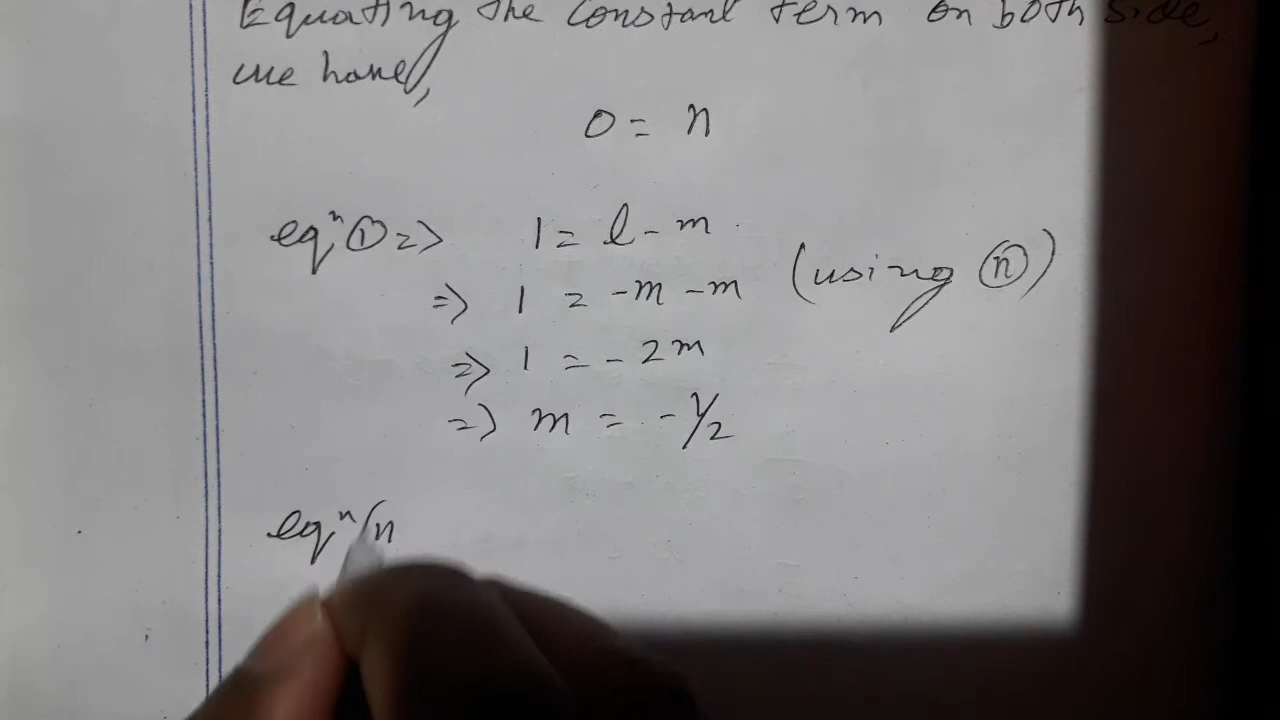 Equating the constant term on both side,
we have,
0 = n
eqⁿ ① => 1 = l - m
=> 1 = -m - m (using ⓝ)
=> 1 = - 2m
=> m = - 1/2
eqⁿ (n